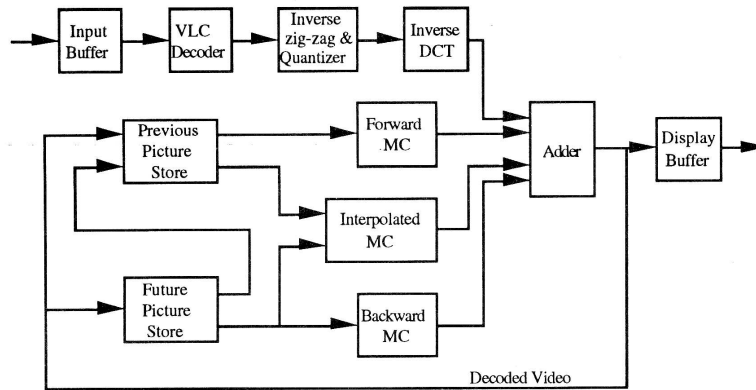 Input
Buffer
VLC
Decoder
Inverse
zig-zag &
Quantizer
Inverse
DCT
Previous
Picture
Store
Forward
MC
Adder
Display
Buffer
Interpolated
MC
Future
Picture
Store
Backward
MC
Decoded Video